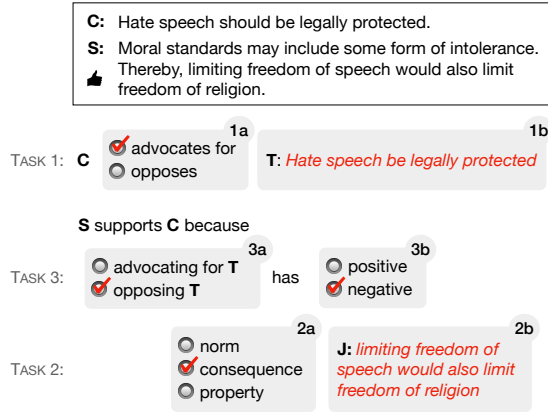 C: Hate speech should be legally protected.
S: Moral standards may include some form of intolerance.
Thereby, limiting freedom of speech would also limit
freedom of religion.
1a
1b
TASK 1: C advocates for T: Hate speech be legally protected
opposes
S supports C because
3a
3b
advocating for T has positive
TASK 3: opposing T negative
2a
2b
norm J: limiting freedom of
TASK 2: consequence speech would also limit
property freedom of religion